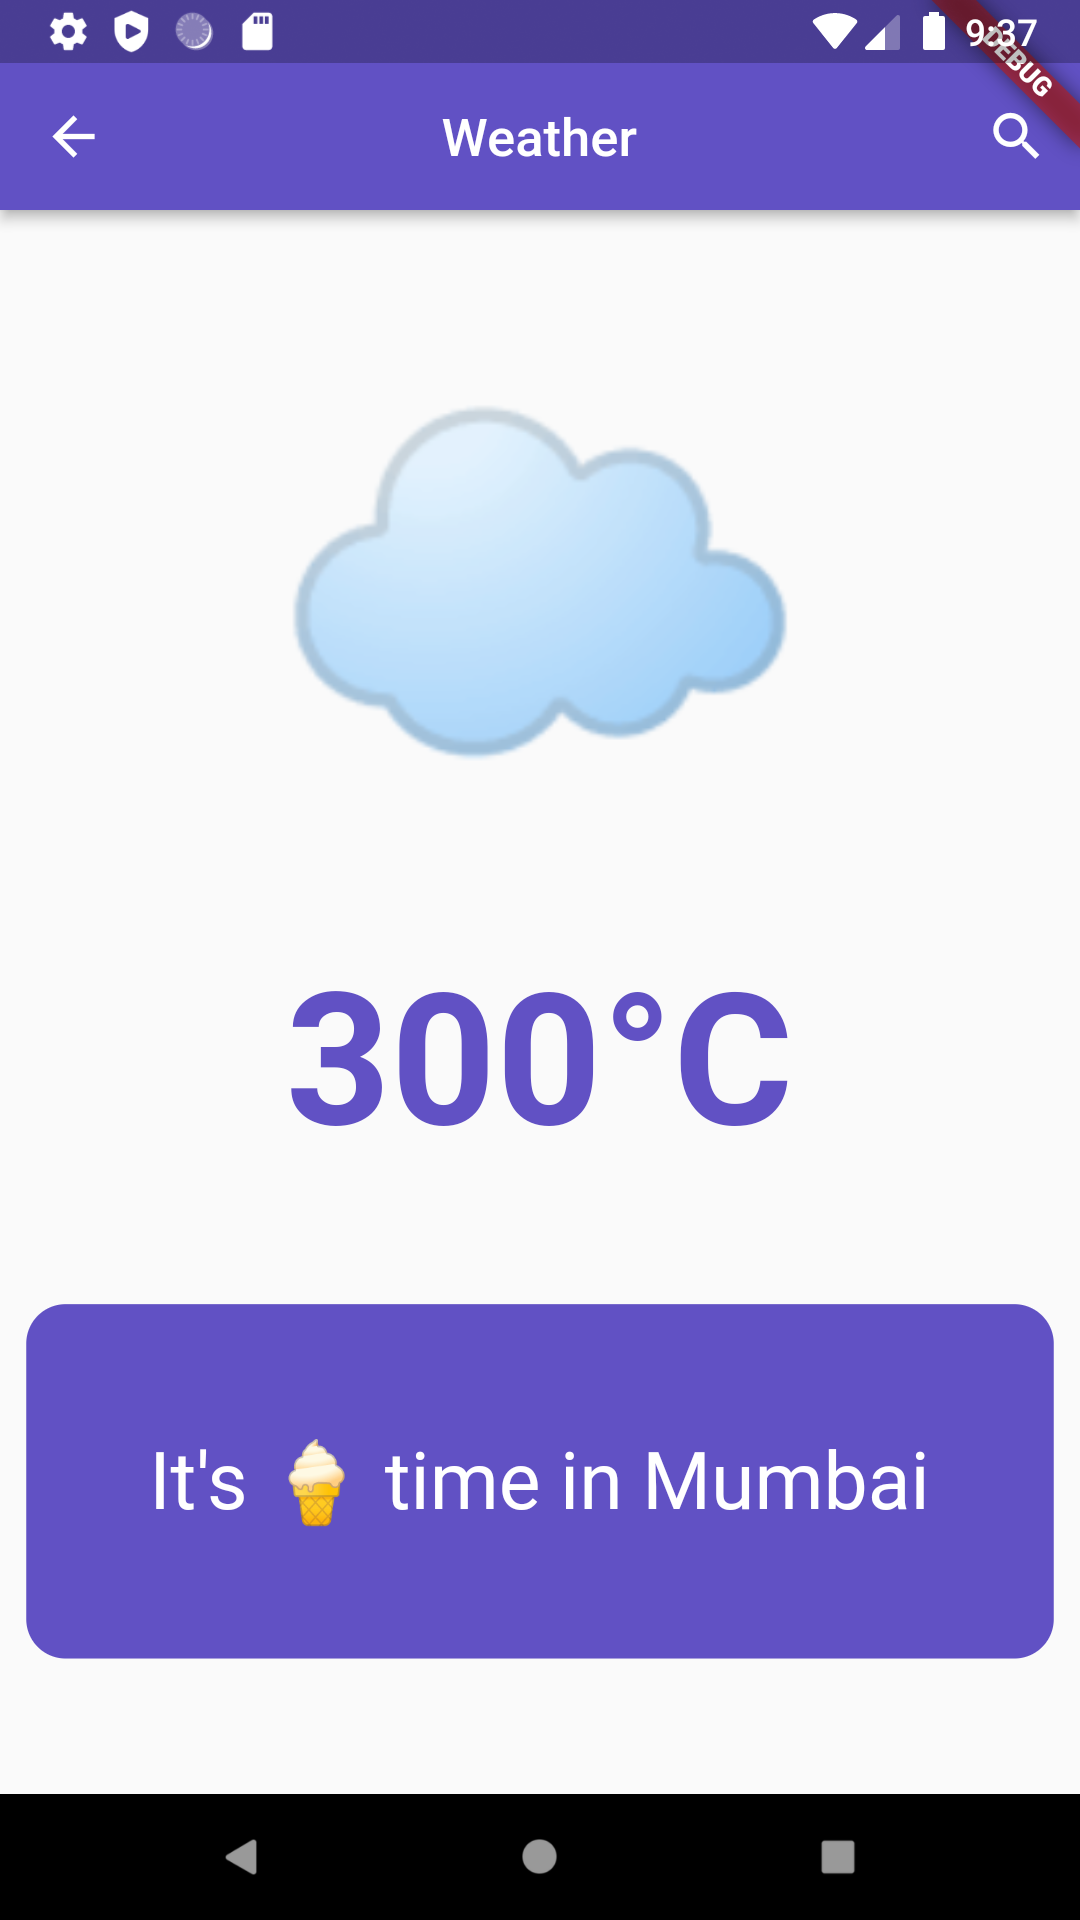 9:37
DEBUG
Weather
300°C
It's 🍦 time in Mumbai